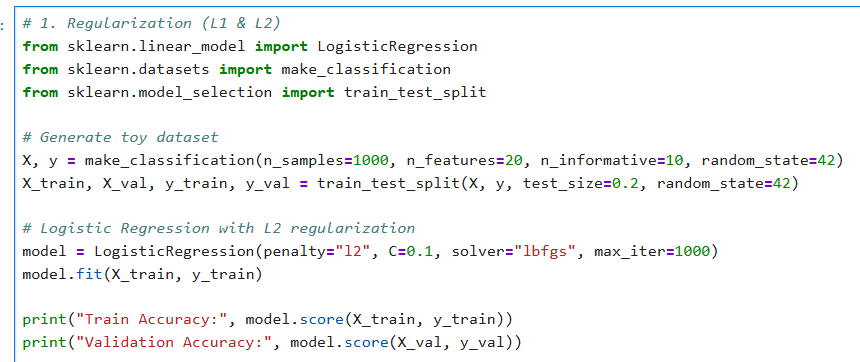 :
# 1. Regularization (L1 & L2)
from sklearn.linear_model import LogisticRegression
from sklearn.datasets import make_classification
from sklearn.model_selection import train_test_split
# Generate toy dataset
X, y = make_classification(n_samples=1000, n_features=20, n_informative=10, random_state=42)
X_train, X_val, y_train, y_val = train_test_split(X, y, test_size=0.2, random_state=42)
# Logistic Regression with L2 regularization
model = LogisticRegression(penalty="l2", C=0.1, solver="lbfgs", max_iter=1000)
model.fit(X_train, y_train)
print("Train Accuracy:", model.score(X_train, y_train))
print("Validation Accuracy:", model.score(X_val, y_val))